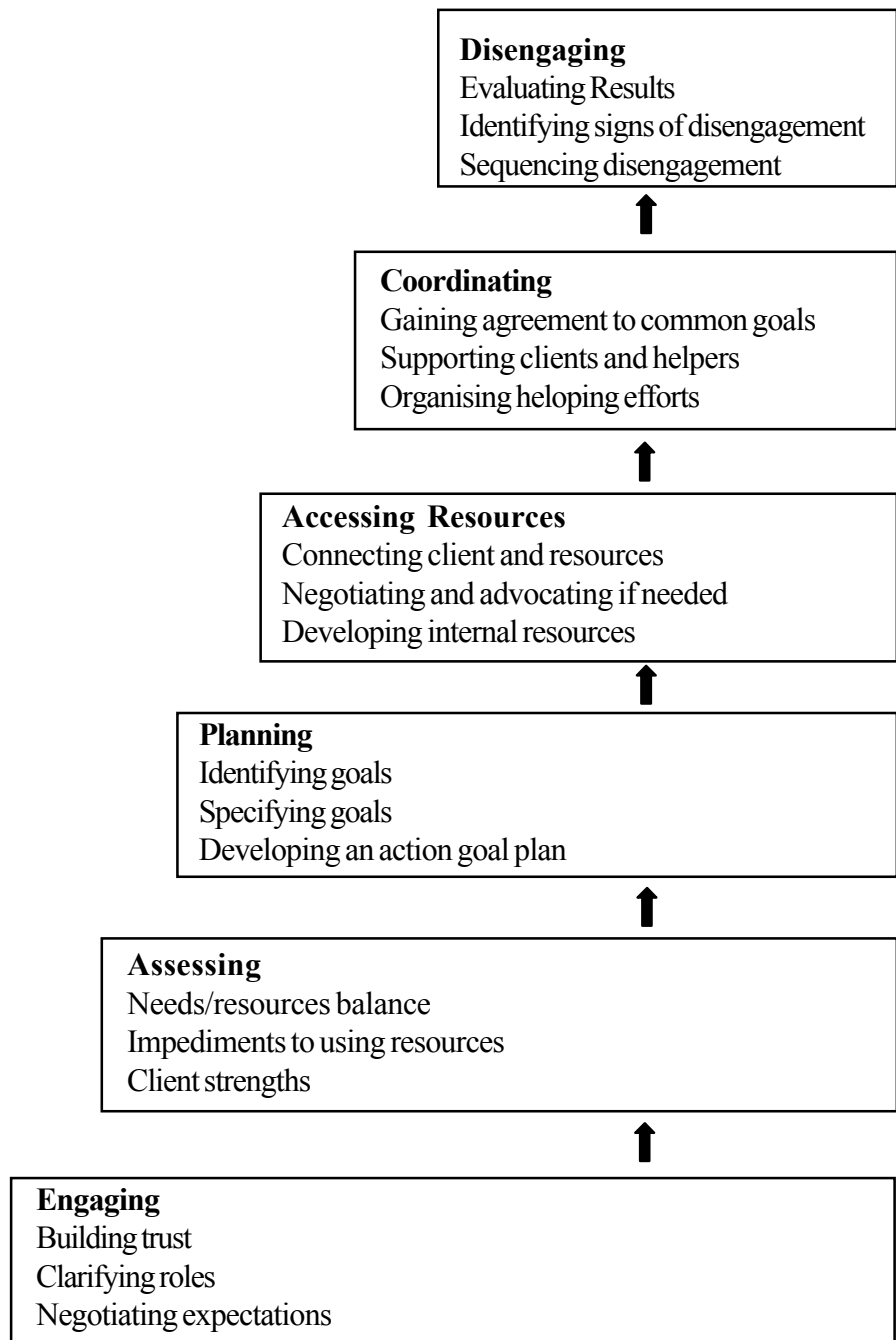 Disengaging
Evaluating Results
Identifying signs of disengagement
Sequencing disengagement
Coordinating
Gaining agreement to common goals
Supporting clients and helpers
Organising heloping efforts
Accessing Resources
Connecting client and resources
Negotiating and advocating if needed
Developing internal resources
Planning
Identifying goals
Specifying goals
Developing an action goal plan
Assessing
Needs/resources balance
Impediments to using resources
Client strengths
Engaging
Building trust
Clarifying roles
Negotiating expectations